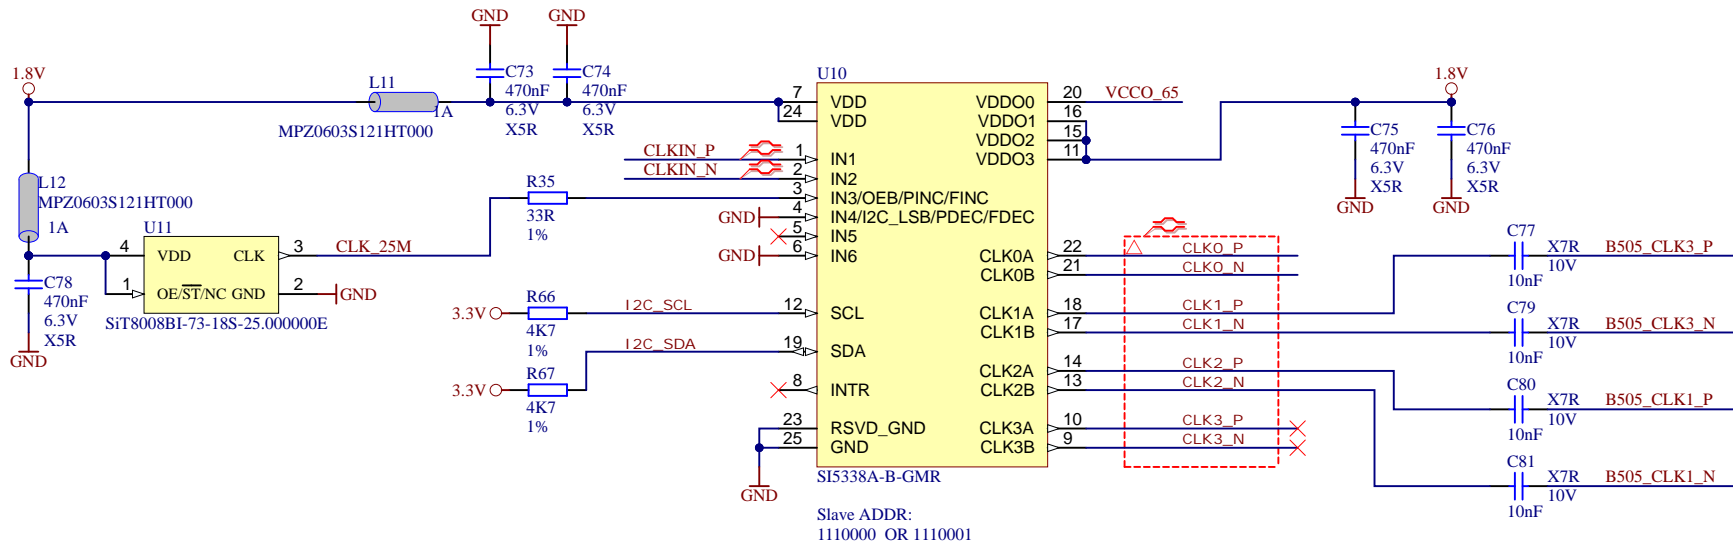 GND
GND
1.8V
L11
1A
MPZ0603S121HT000
C73
470nF
6.3V
X5R
C74
470nF
6.3V
X5R
L12
MPZ0603S121HT000
1A
U11
4
VDD
CLK
3
CLK_25M
1
OE/ST/NC
GND
2
GND
SiT8008BI-73-18S-25.000000E
C78
470nF
6.3V
X5R
GND
R35
33R
1%
CLKIN_P
CLKIN_N
GND
GND
3.3V
R66
4K7
1%
I2C_SCL
3.3V
R67
4K7
1%
I2C_SDA
GND
U10
7
VDD
24
VDD
1
IN1
2
IN2
3
IN3/OEB/PINC/FINC
4
IN4/I2C_LSB/PDEC/FDEC
5
IN5
6
IN6
12
SCL
19
SDA
8
INTR
23
RSVD_GND
25
GND
VDDO0
20
VCCO_65
VDDO1
16
VDDO2
15
VDDO3
11
CLK0A
22
CLK0_P
CLK0B
21
CLK0_N
CLK1A
18
CLK1_P
CLK1B
17
CLK1_N
CLK2A
14
CLK2_P
CLK2B
13
CLK2_N
CLK3A
10
CLK3_P
CLK3B
9
CLK3_N
SI5338A-B-GMR
Slave ADDR:
1110000 OR 1110001
1.8V
C75
470nF
6.3V
X5R
GND
C76
470nF
6.3V
X5R
GND
C77
X7R
10V
10nF
B505_CLK3_P
C79
X7R
10V
10nF
B505_CLK3_N
C80
X7R
10V
10nF
B505_CLK1_P
C81
X7R
10V
10nF
B505_CLK1_N